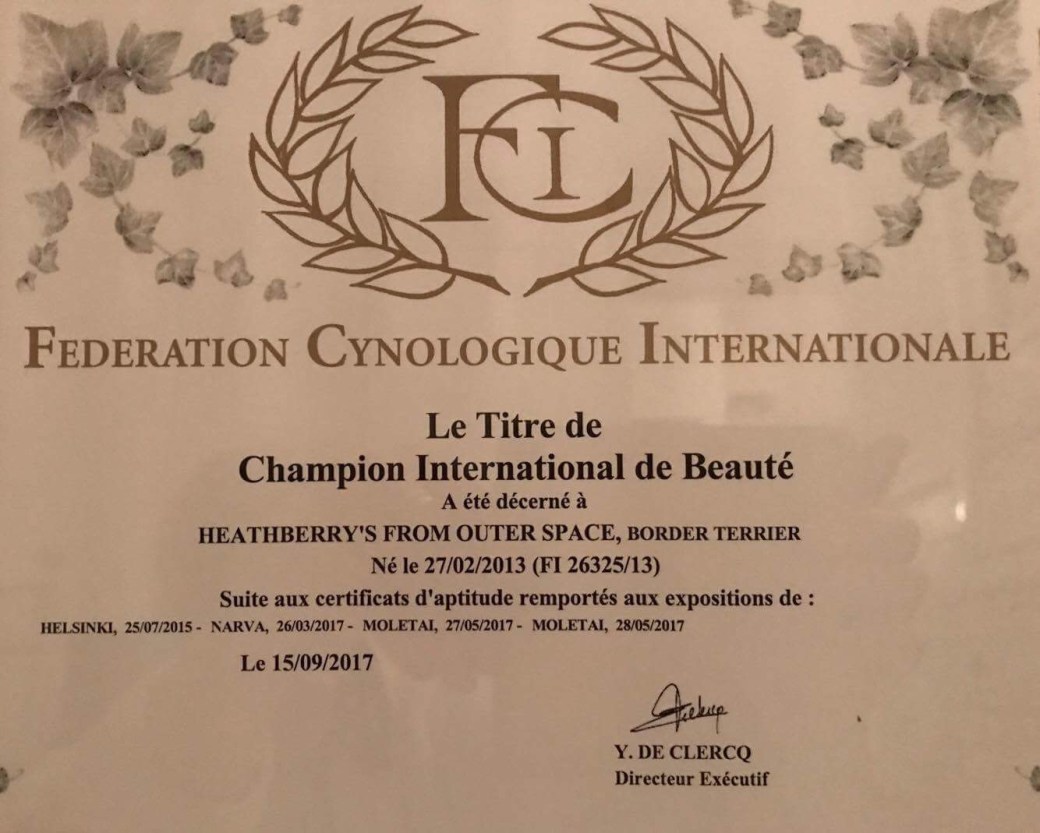 FCI
FEDERATION CYNOLOGIQUE INTERNATIONALE
Le Titre de
Champion International de Beauté
A été décerné à
HEATHBERRY'S FROM OUTER SPACE, BORDER TERRIER
Né le 27/02/2013 (FI 26325/13)
Suite aux certificats d'aptitude remportés aux expositions de :
HELSINKI, 25/07/2015 - NARVA, 26/03/2017 - MOLETAI, 27/05/2017 - MOLETAI, 28/05/2017
Le 15/09/2017
Y. DE CLERCQ
Directeur Exécutif